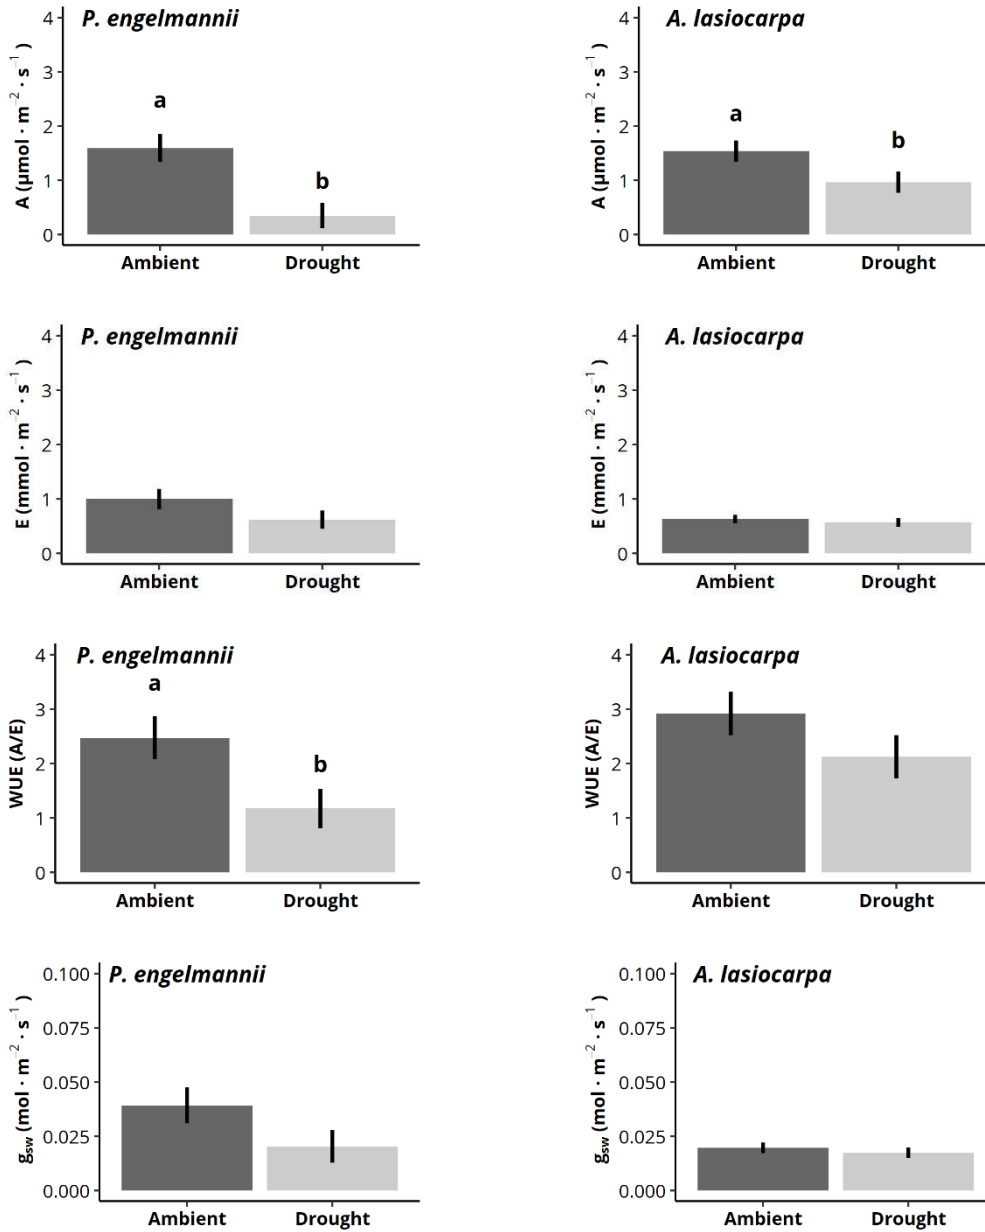 P. engelmannii
A (µmol · m⁻² · s⁻¹ )
4
3
2
1
0
a
b
Ambient Drought
A. lasiocarpa
A (µmol · m⁻² · s⁻¹ )
4
3
2
1
0
a
b
Ambient Drought
P. engelmannii
E (mmol · m⁻² · s⁻¹ )
4
3
2
1
0
Ambient Drought
A. lasiocarpa
E (mmol · m⁻² · s⁻¹ )
4
3
2
1
0
Ambient Drought
P. engelmannii
WUE (A/E)
4
3
2
1
0
a
b
Ambient Drought
A. lasiocarpa
WUE (A/E)
4
3
2
1
0
Ambient Drought
P. engelmannii
gsw (mol · m⁻² · s⁻¹ )
0.100
0.075
0.050
0.025
0.000
Ambient Drought
A. lasiocarpa
gsw (mol · m⁻² · s⁻¹ )
0.100
0.075
0.050
0.025
0.000
Ambient Drought